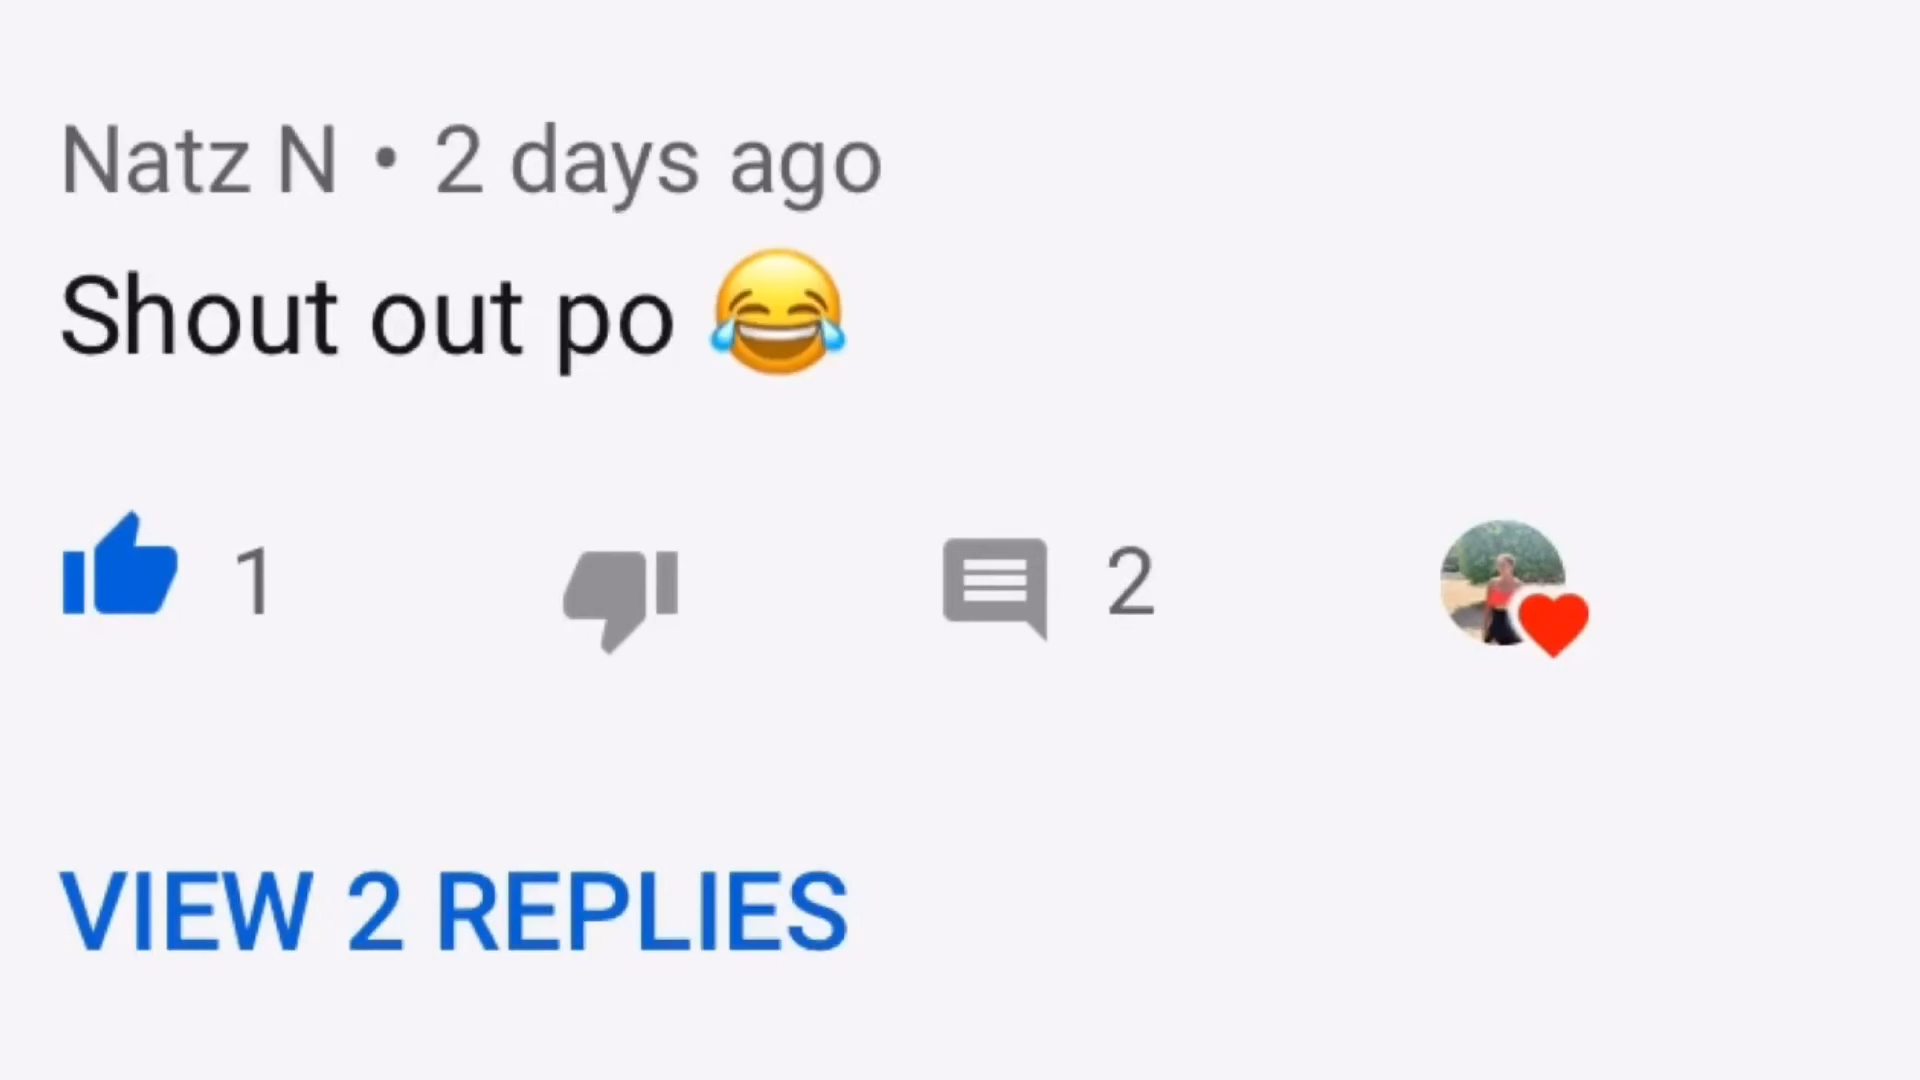 Natz N • 2 days ago
Shout out po 😂
1
2
VIEW 2 REPLIES